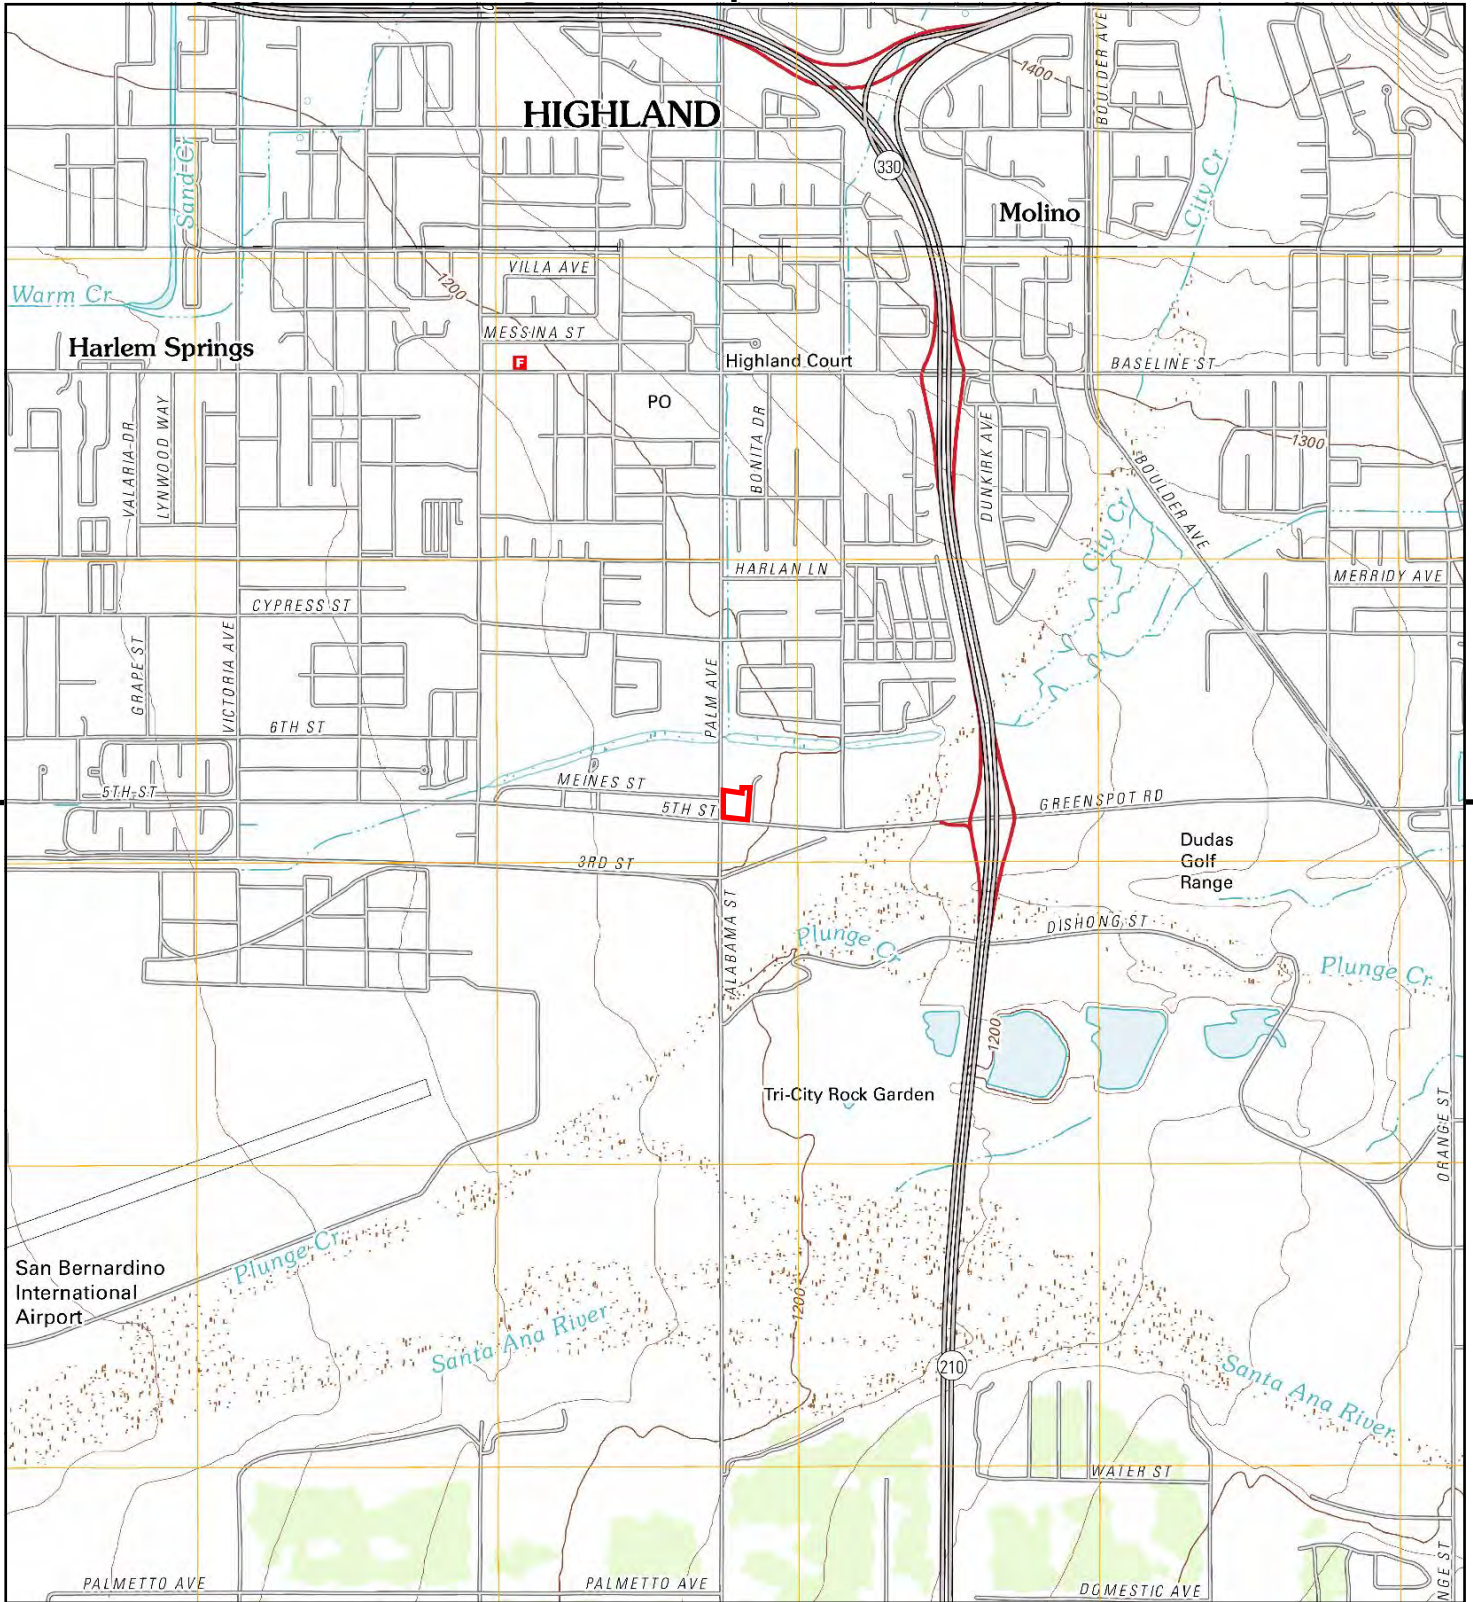 BOULDER AVE
1400
HIGHLAND
330
Sand Cr
City Cr
Molino
VILLA AVE
1200
Warm Cr
MESSINA ST
Harlem Springs
F
Highland Court
BASELINE ST
PO
VALARIA DR
LYNWOOD WAY
BONITA DR
DUNKIRK AVE
1300
BOULDER AVE
City Cr
HARLAN LN
MERRIDY AVE
CYPRESS ST
GRAPE ST
VICTORIA AVE
PALM AVE
6TH ST
MEINES ST
5TH ST
5TH ST
GREENSPOT RD
Dudas
Golf
Range
3RD ST
ALABAMA ST
DISHONG ST
Plunge Cr
Plunge Cr
1200
Tri-City Rock Garden
ORANGE ST
San Bernardino
International
Airport
Plunge Cr
1200
Santa Ana River
210
Santa Ana River
WATER ST
PALMETTO AVE
PALMETTO AVE
DOMESTIC AVE
NGE ST